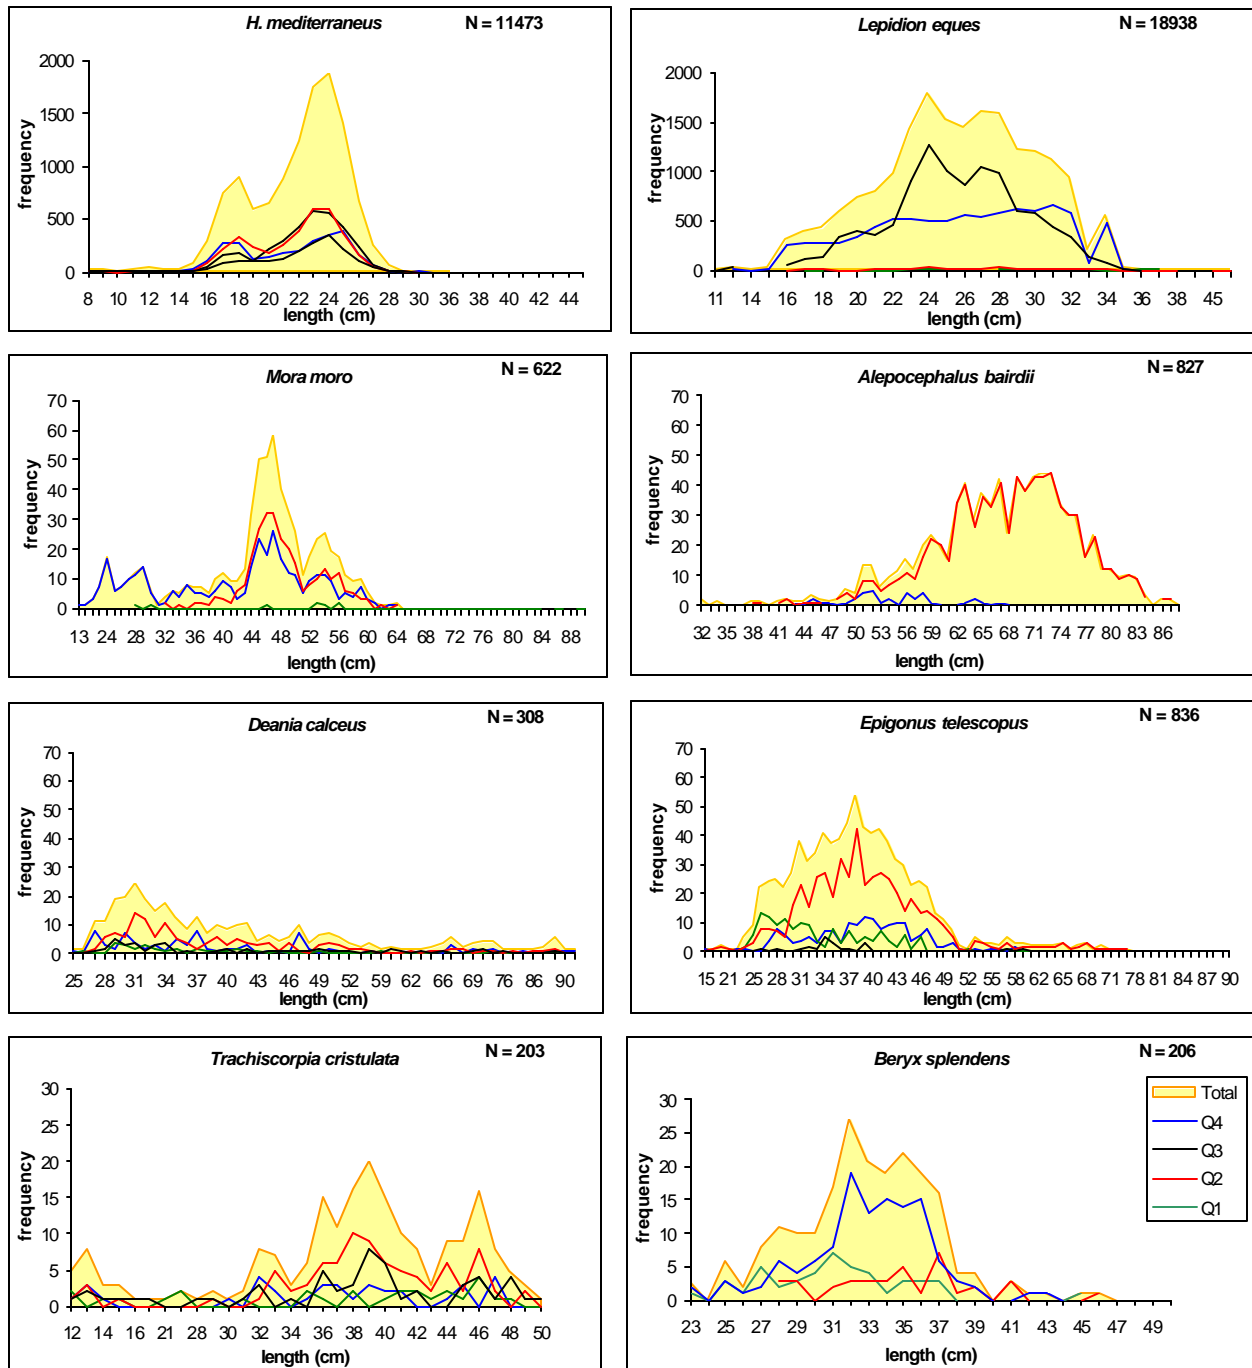 H. mediterraneus N = 11473
frequency
2000
1500
1000
500
0
8 10 12 14 16 18 20 22 24 26 28 30 36 42 44
length (cm)
Lepidion eques N = 18938
frequency
2000
1500
1000
500
0
11 14 16 18 20 22 24 26 28 30 32 35 38 45
length (cm)
Mora moro N = 622
frequency
70
60
50
40
30
20
10
0
13 24 28 32 36 40 44 48 52 56 60 64 68 72 76 80 84 88
length (cm)
Alepocephalus bairdii N = 827
frequency
70
60
50
40
30
20
10
0
32 35 38 41 44 47 50 53 56 59 62 65 68 71 74 77 80 83 86
length (cm)
Deania calceus N = 308
frequency
70
60
50
40
30
20
10
0
25 28 31 34 37 40 43 46 49 52 59 62 66 69 76 86 90
length (cm)
Epigonus telescopus N = 836
frequency
70
60
50
40
30
20
10
0
15 21 25 28 31 34 37 40 43 46 49 52 55 58 62 65 68 71 78 81 84 87 90
length (cm)
Trachiscorpia cristulata N = 203
frequency
30
25
20
15
10
5
0
12 14 16 21 28 30 32 34 36 38 40 42 44 46 48 50
length (cm)
Beryx splendens N = 206
frequency
30
25
20
15
10
5
0
23 25 27 29 31 33 35 37 39 41 43 45 47 49
length (cm)
Total
Q4
Q3
Q2
Q1